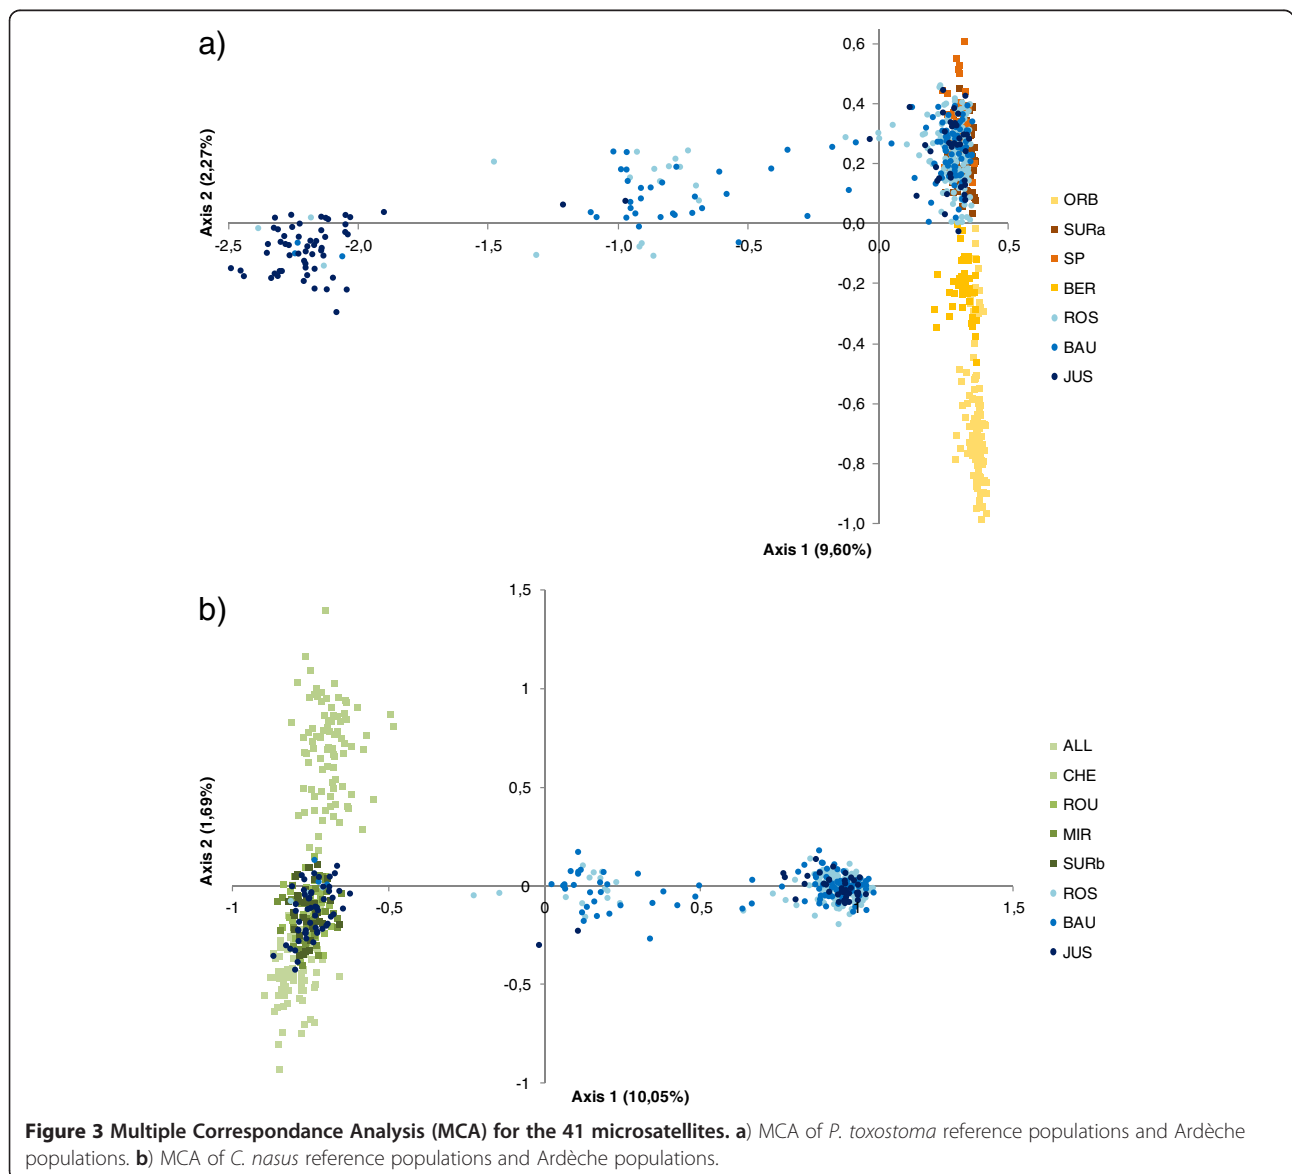 a)
0,6
0,4
0,2
0,0
-0,2
-0,4
-0,6
-0,8
-1,0
-2,5
-2,0
-1,5
-1,0
-0,5
0,0
0,5
Axis 2 (2,27%)
Axis 1 (9,60%)
ORB
SURa
SP
BER
ROS
BAU
JUS
b)
1,5
1
0,5
0
-0,5
-1
-1
-0,5
0
0,5
1
1,5
Axis 2 (1,69%)
Axis 1 (10,05%)
ALL
CHE
ROU
MIR
SURb
ROS
BAU
JUS
Figure 3 Multiple Correspondance Analysis (MCA) for the 41 microsatellites. a) MCA of P. toxostoma reference populations and Ardèche
populations. b) MCA of C. nasus reference populations and Ardèche populations.